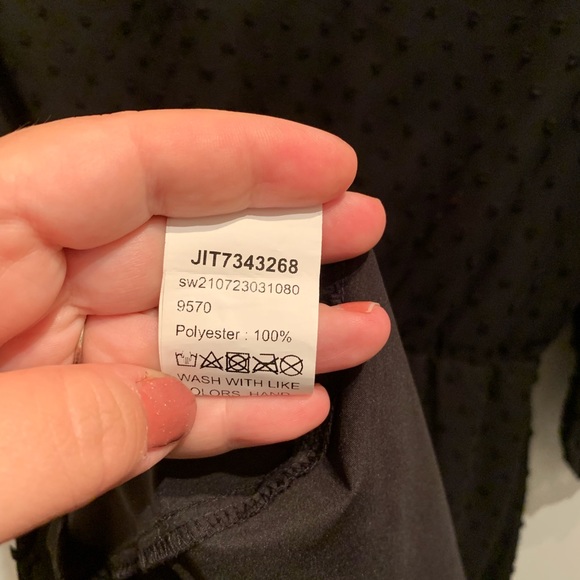 JIT7343268
sw210723031080
9570
Polyester : 100%
WASH WITH LIKE
COLORS, HAND